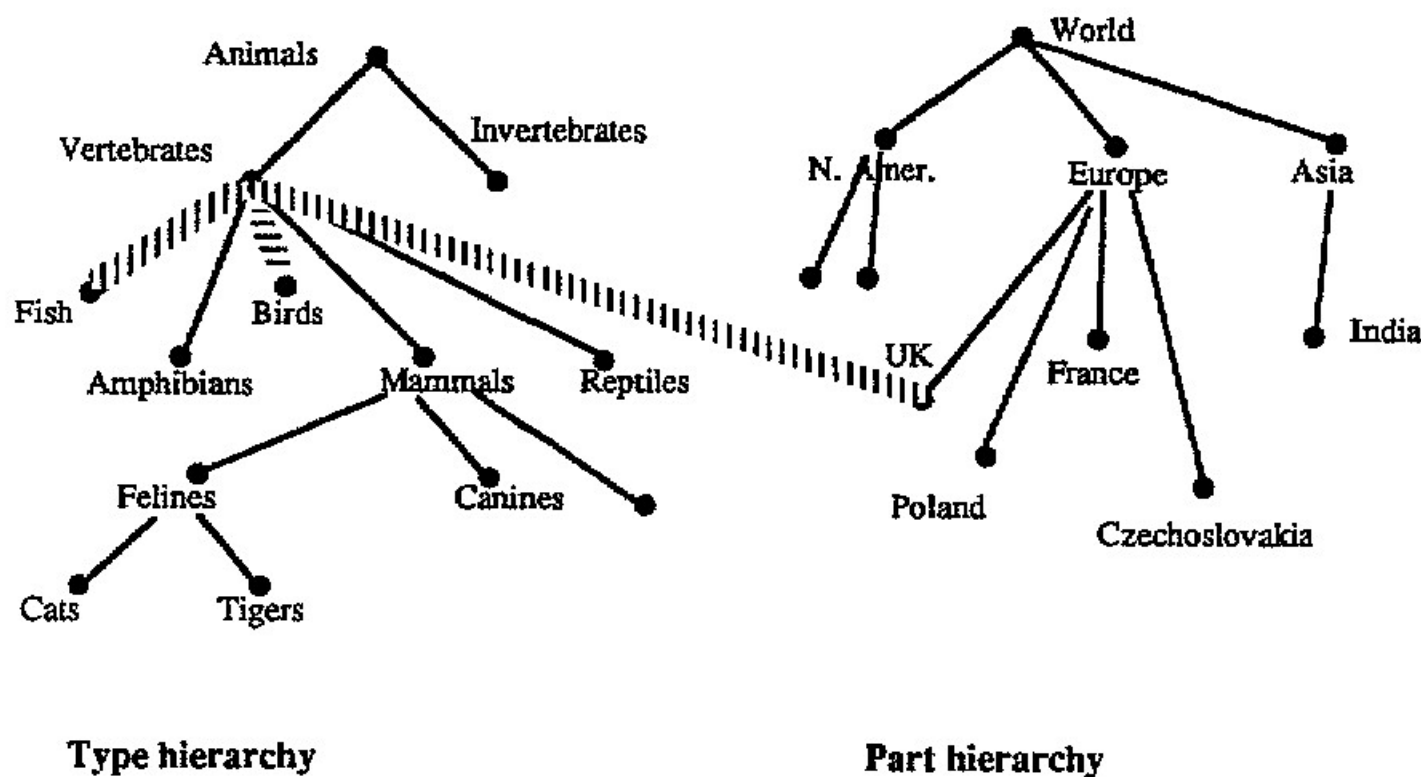 Animals
World
Invertebrates
Vertebrates
N. Amer.
Europe
Asia
Fish
Birds
UK
India
Amphibians
Mammals
Reptiles
France
Felines
Canines
Poland
Czechoslovakia
Cats
Tigers
Type hierarchy
Part hierarchy